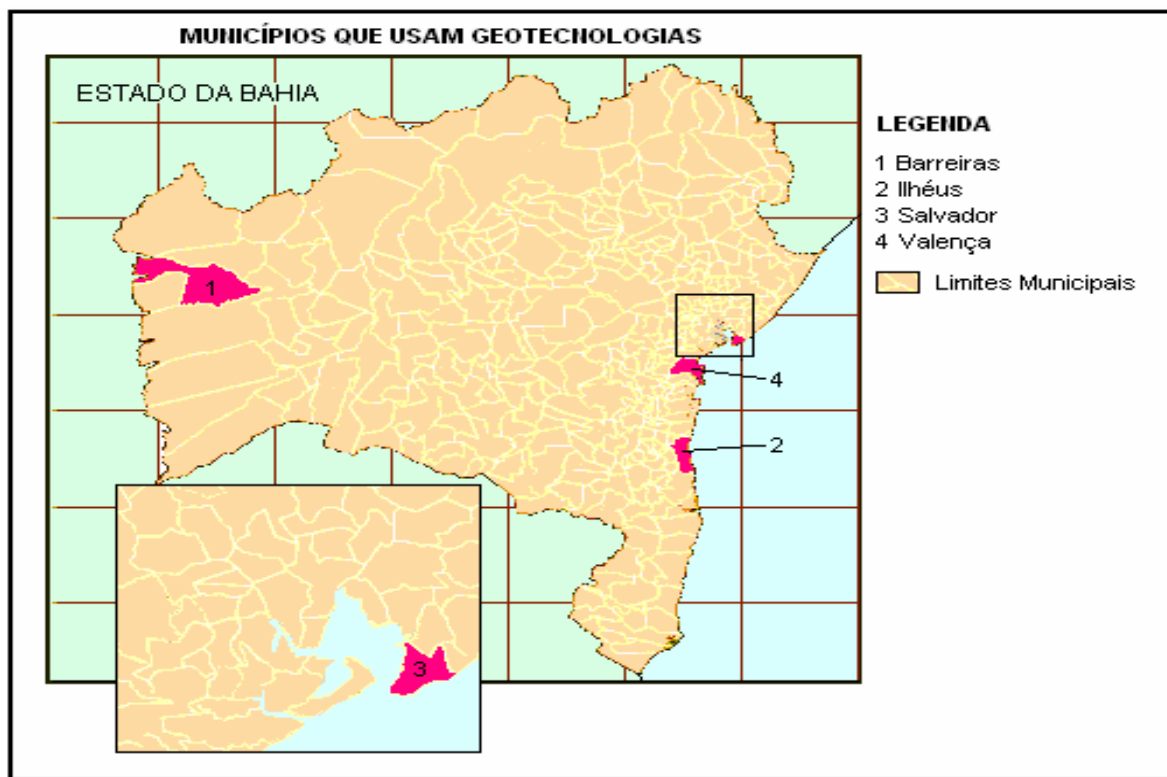 MUNICÍPIOS QUE USAM GEOTECNOLOGIAS
ESTADO DA BAHIA
LEGENDA
1 Barreiras
2 Ilhéus
3 Salvador
4 Valença
Limites Municipais
1
4
2
3